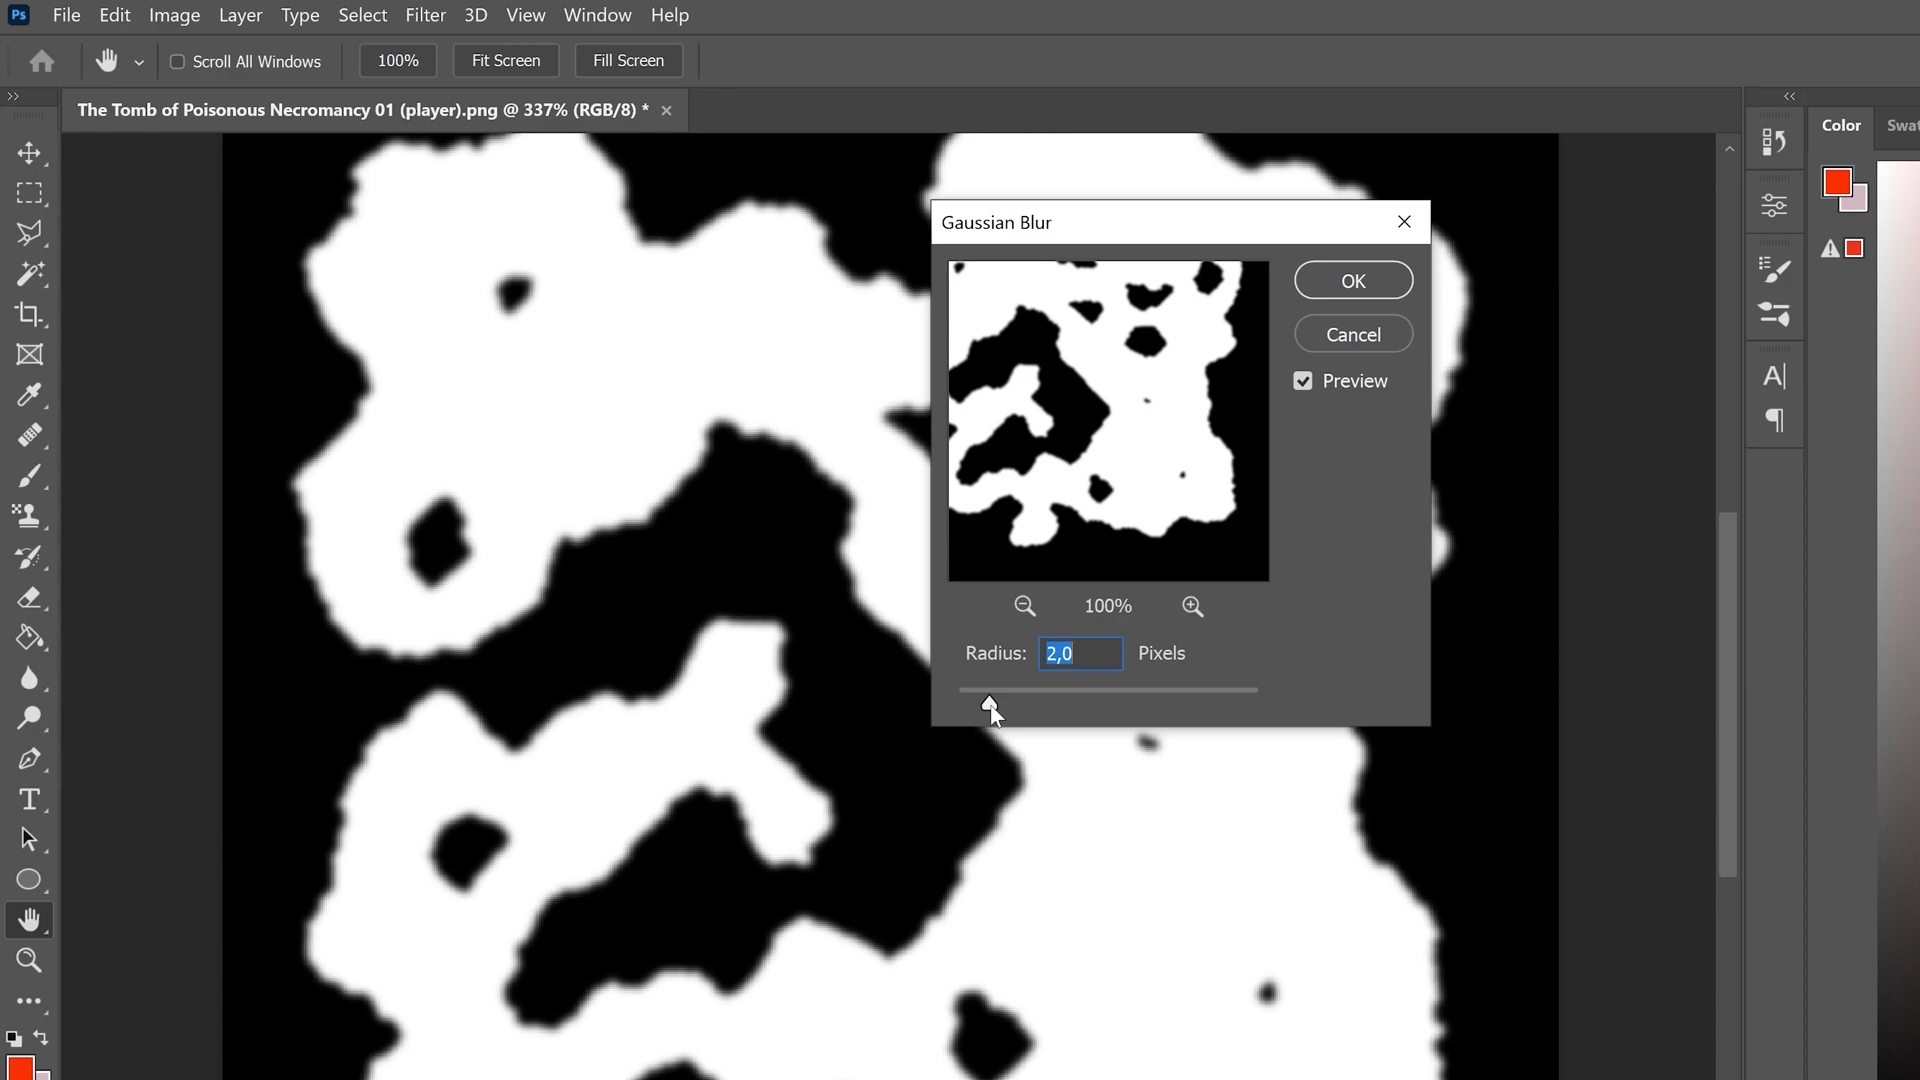 Ps File Edit Image Layer Type Select Filter 3D View Window Help
Scroll All Windows 100% Fit Screen Fill Screen
The Tomb of Poisonous Necromancy 01 (player).png @ 337% (RGB/8) *
Color Swat
Gaussian Blur
OK
Cancel
Preview
100%
Radius: 2,0 Pixels